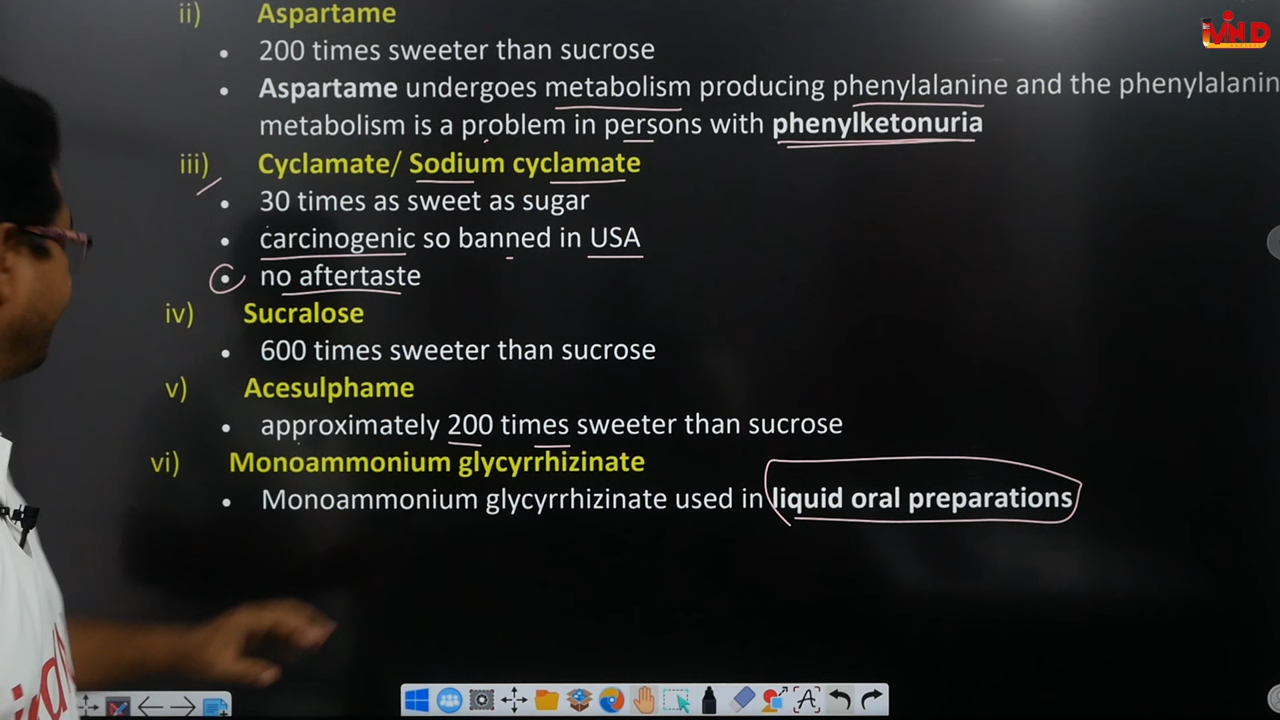 ii) Aspartame
• 200 times sweeter than sucrose
• Aspartame undergoes metabolism producing phenylalanine and the phenylalanin
metabolism is a problem in persons with phenylketonuria
iii) Cyclamate/ Sodium cyclamate
• 30 times as sweet as sugar
• carcinogenic so banned in USA
• no aftertaste
iv) Sucralose
• 600 times sweeter than sucrose
v) Acesulphame
• approximately 200 times sweeter than sucrose
vi) Monoammonium glycyrrhizinate
• Monoammonium glycyrrhizinate used in liquid oral preparations